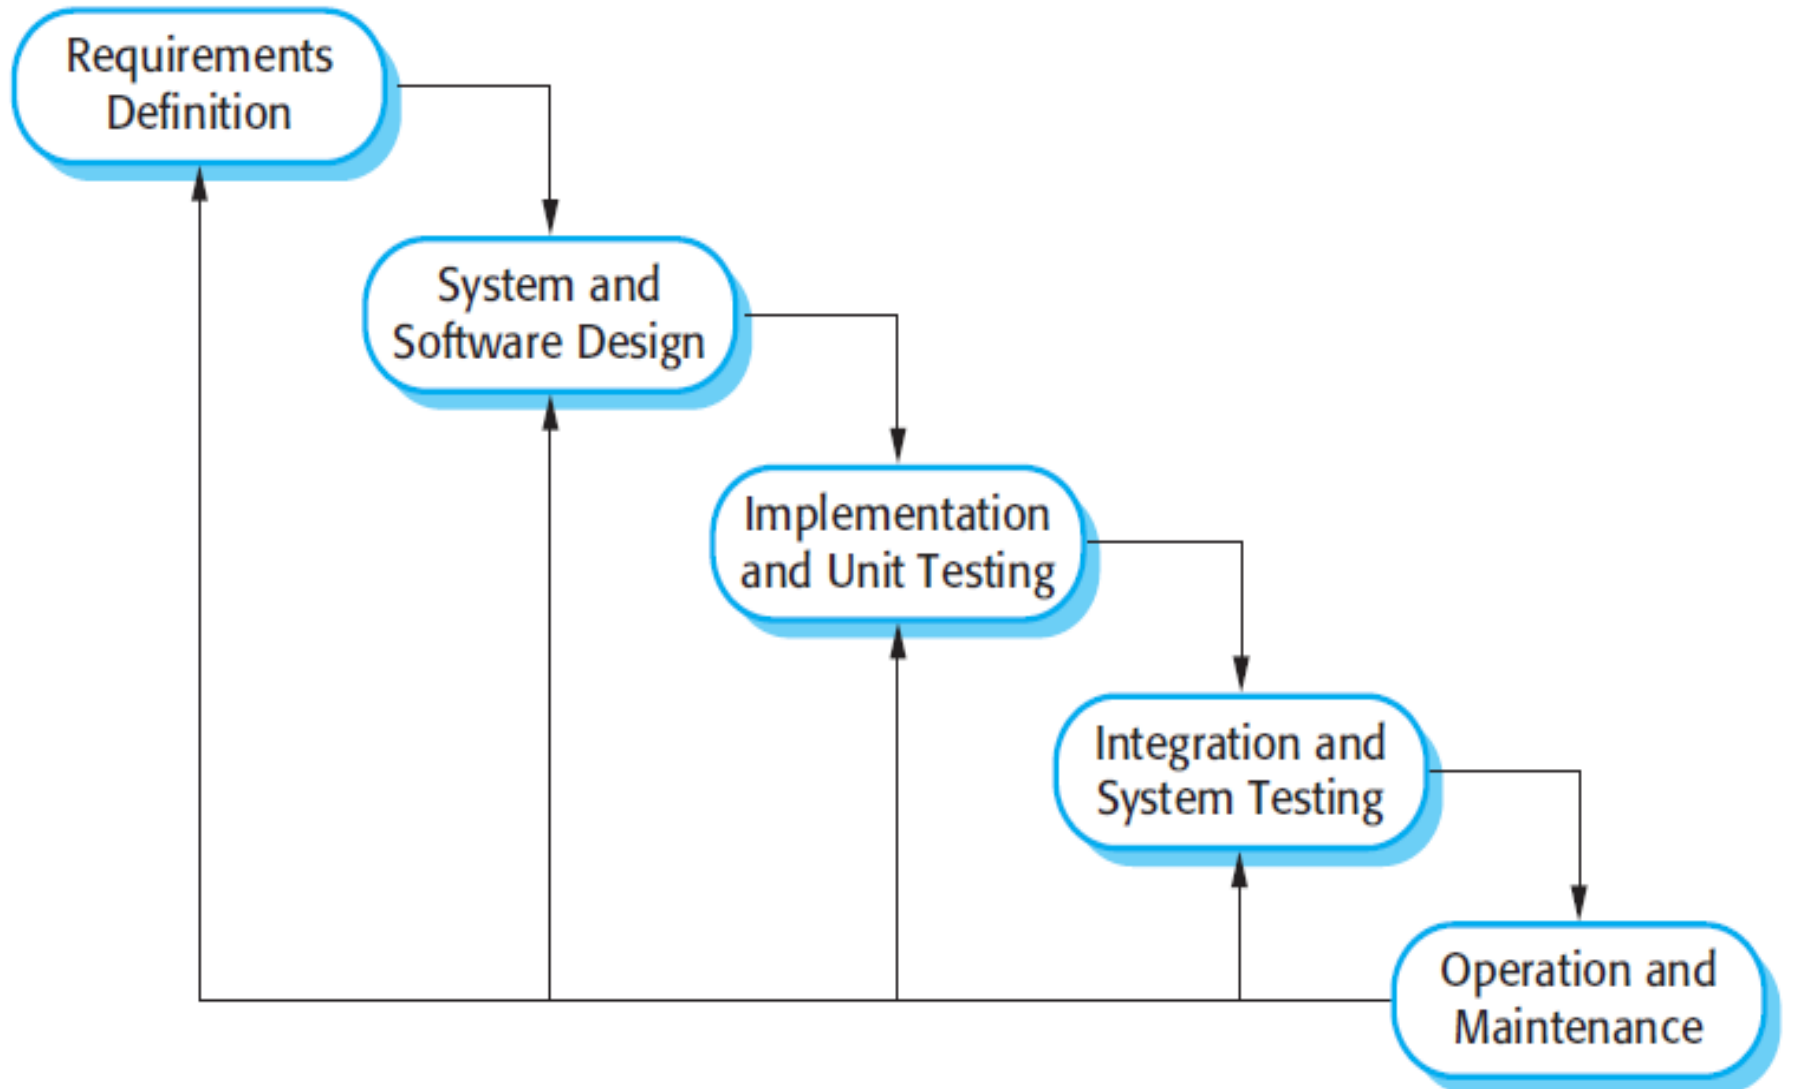 Requirements
Definition
System and
Software Design
Implementation
and Unit Testing
Integration and
System Testing
Operation and
Maintenance